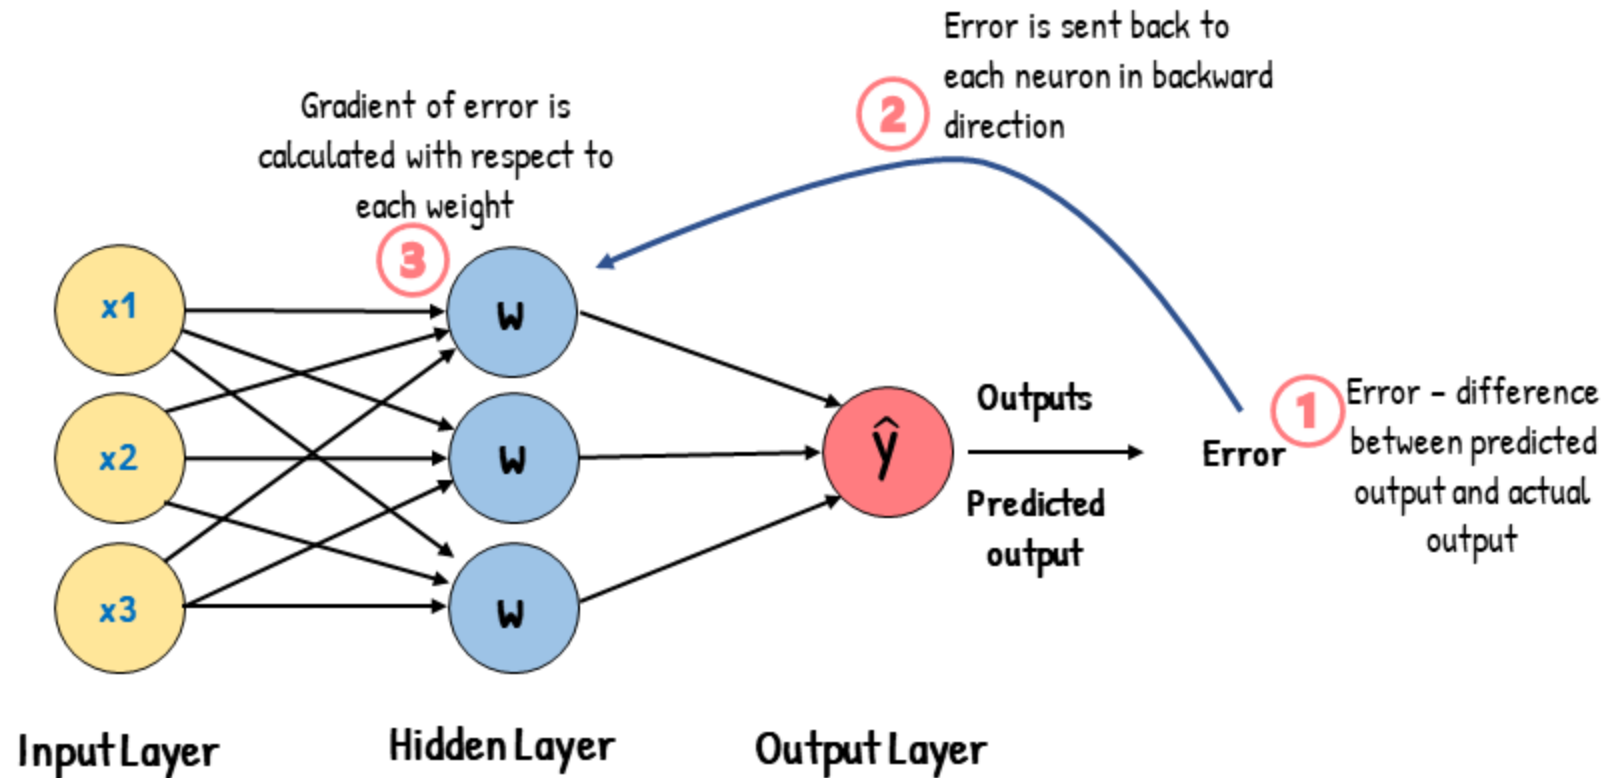 Error is sent back to
each neuron in backward
direction
2
Gradient of error is
calculated with respect to
each weight
3
x1
w
x2
w
x3
w
ŷ
Outputs
Predicted
output
Error
1
Error - difference
between predicted
output and actual
output
Input Layer
Hidden Layer
Output Layer